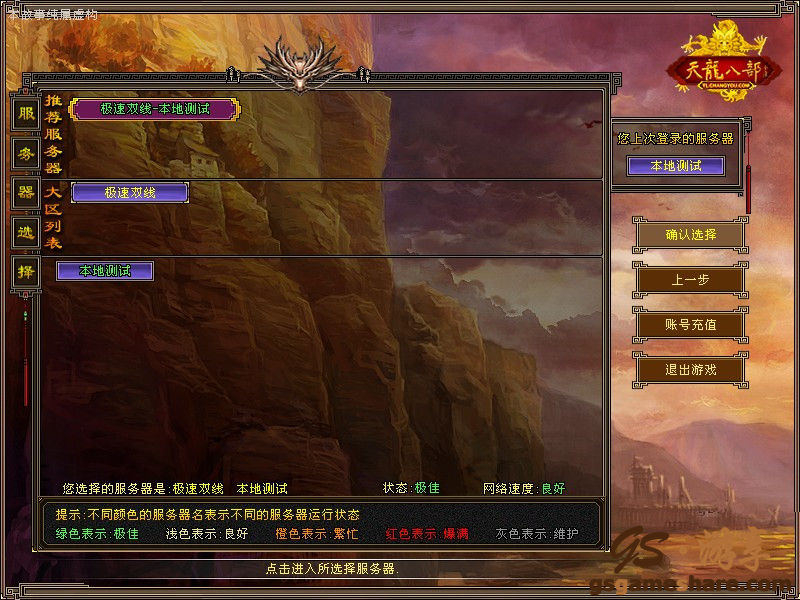 本故事纯属虚构
天龍八部
TL.CHANGYOU.COM
服务器选择
推荐服务器
极速双线-本地测试
大区列表
极速双线
本地测试
您上次登录的服务器
本地测试
确认选择
上一步
账号充值
退出游戏
您选择的服务器是:极速双线 本地测试 状态:极佳 网络速度:良好
提示:不同颜色的服务器名表示不同的服务器运行状态
绿色表示:极佳 浅色表示:良好 橙色表示:繁忙 红色表示:爆满 灰色表示:维护
点击进入所选择服务器.
GS